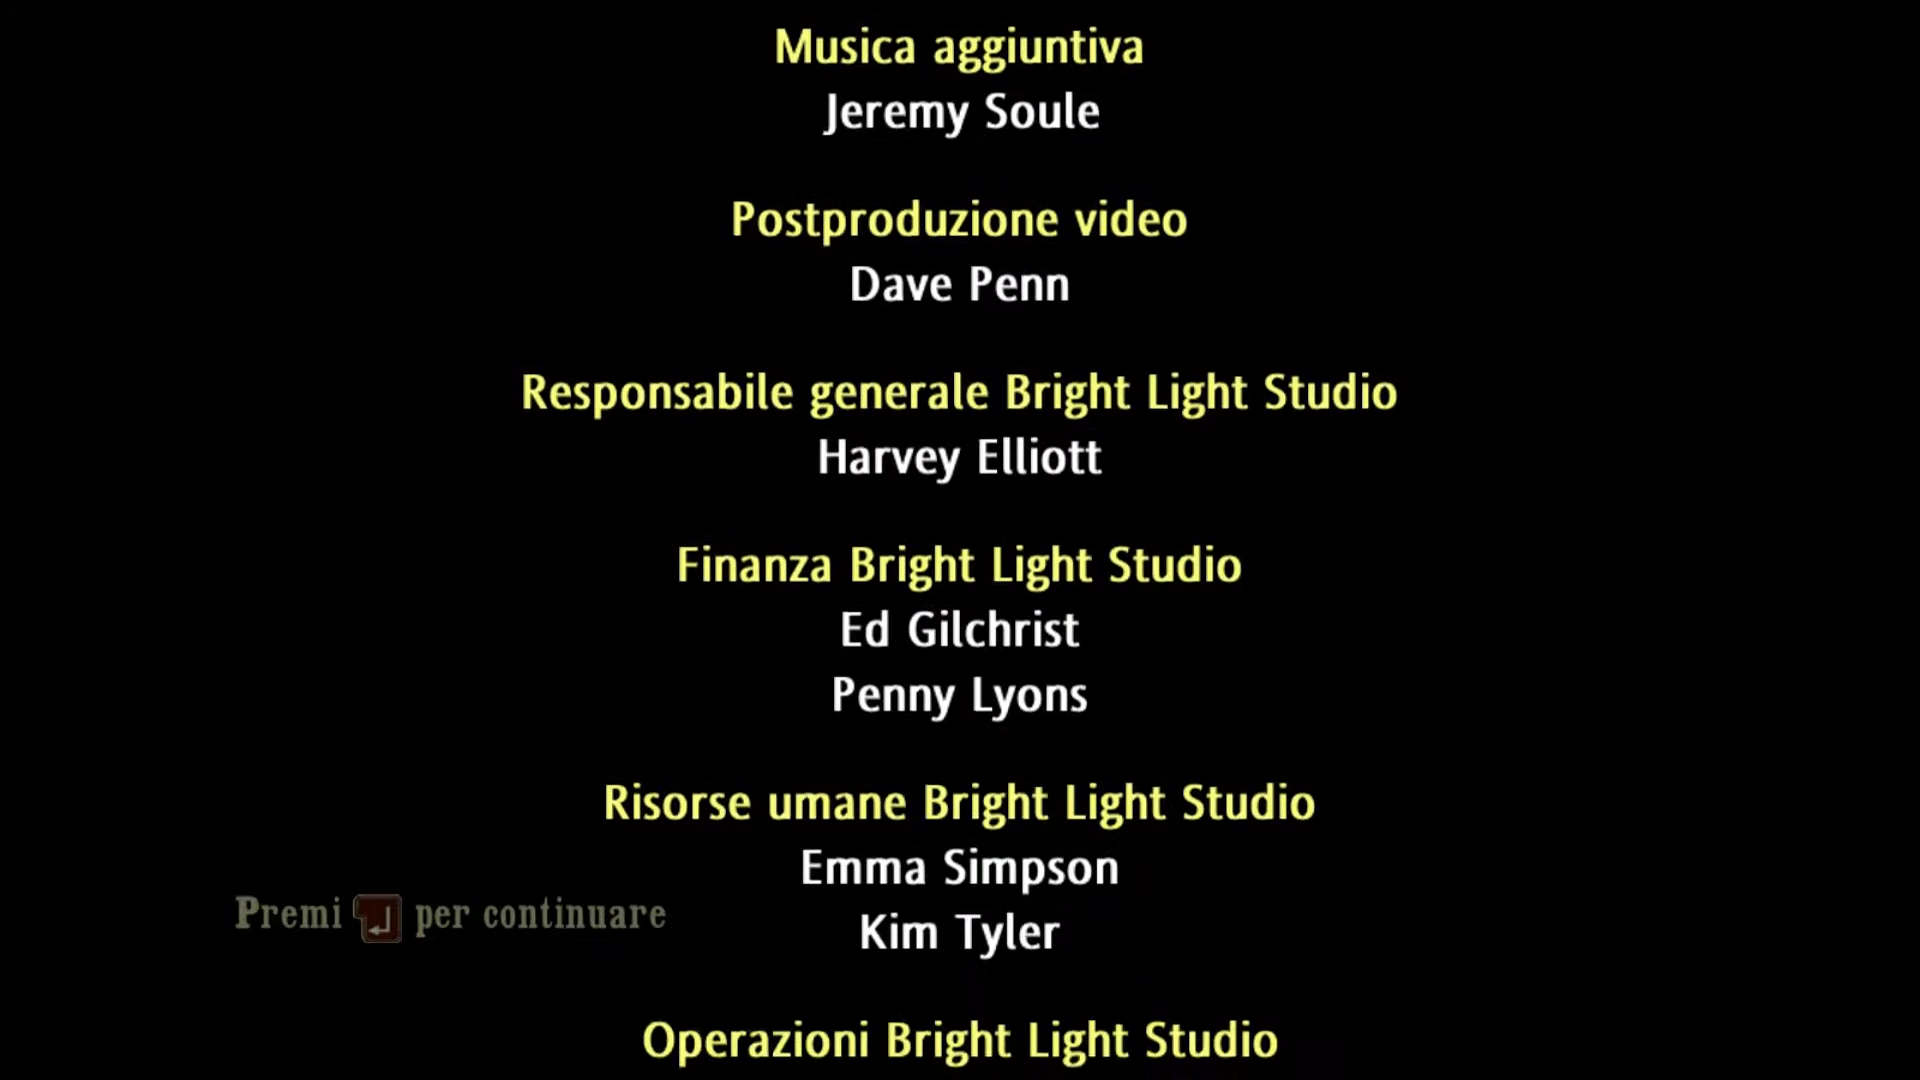 Musica aggiuntiva
Jeremy Soule
Postproduzione video
Dave Penn
Responsabile generale Bright Light Studio
Harvey Elliott
Finanza Bright Light Studio
Ed Gilchrist
Penny Lyons
Risorse umane Bright Light Studio
Emma Simpson
Premi per continuare
Kim Tyler
Operazioni Bright Light Studio